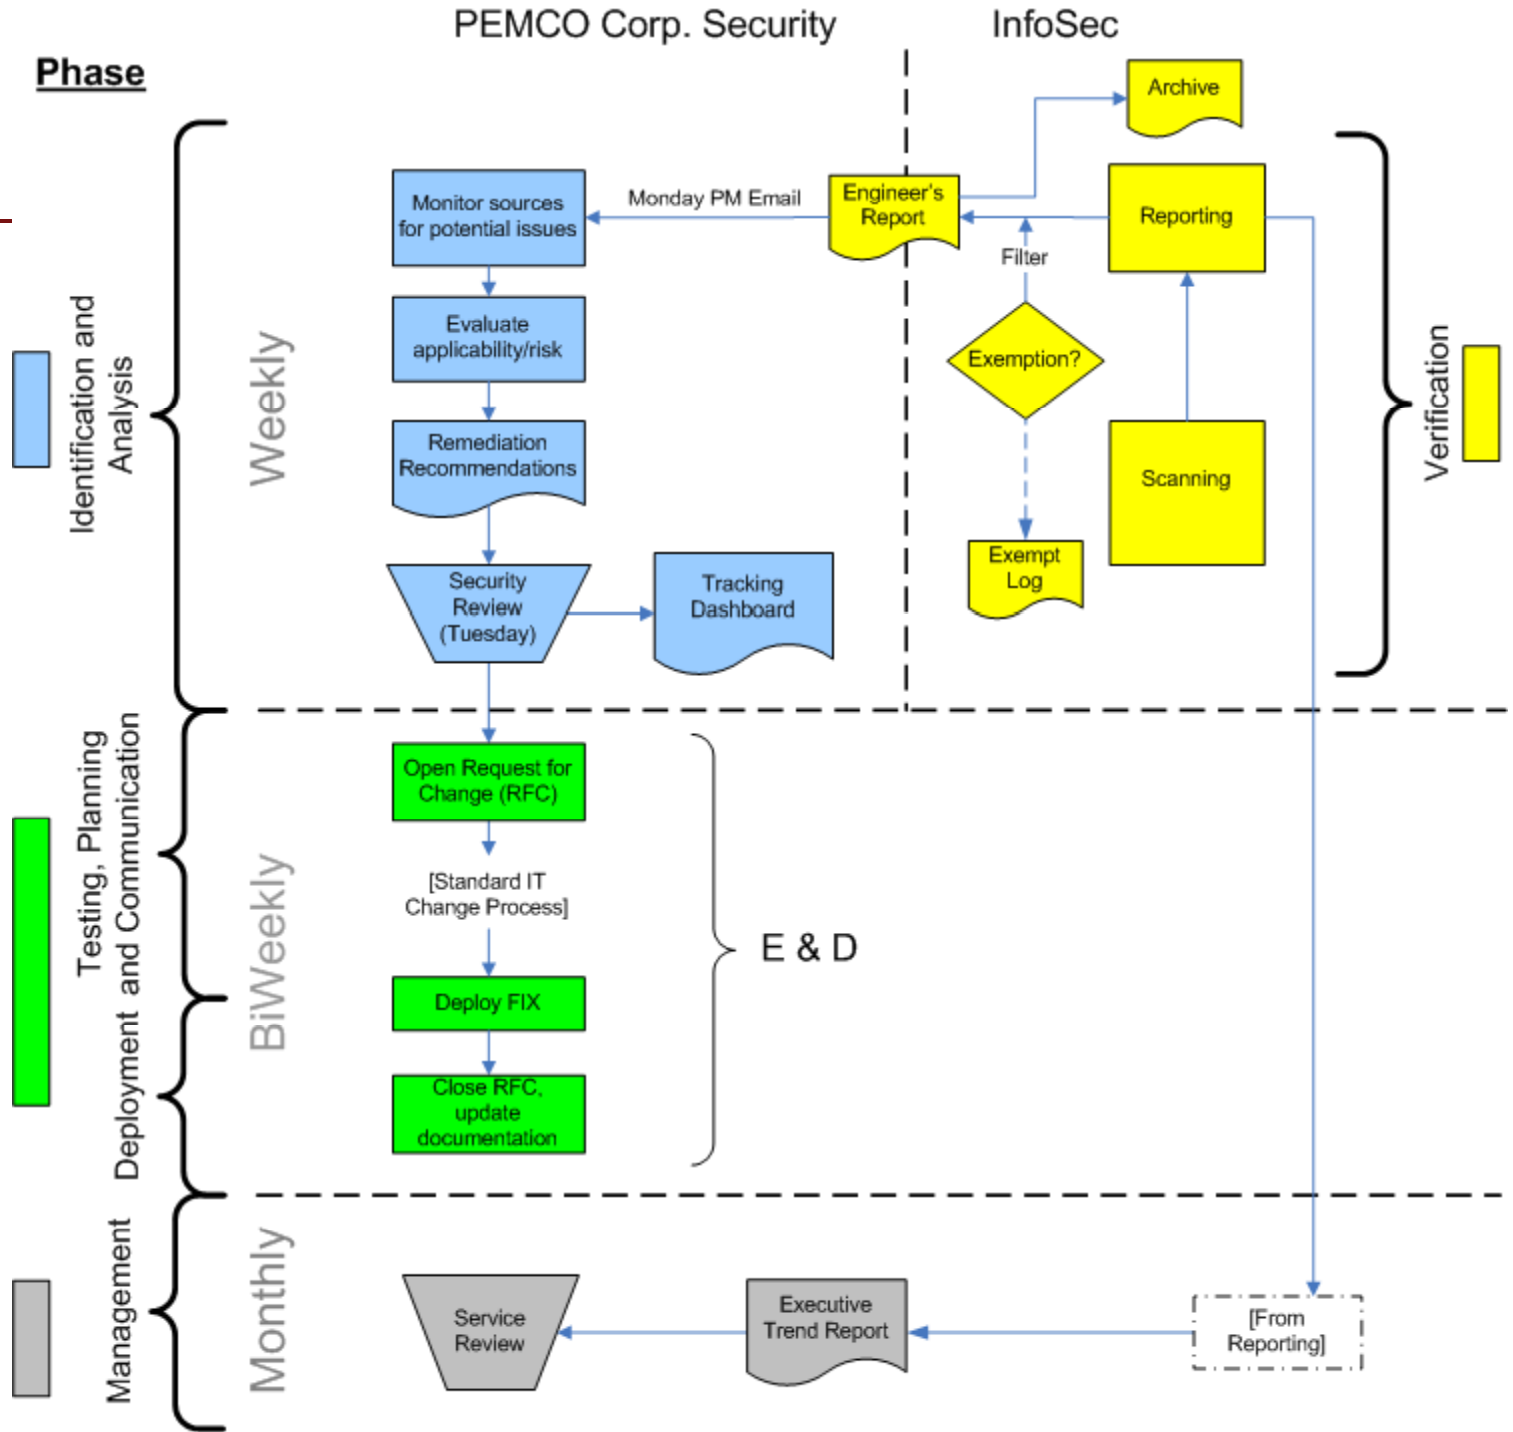 PEMCO Corp. Security
InfoSec
Phase
Archive
Monitor sources
for potential issues
Monday PM Email
Engineer's
Report
Reporting
Filter
Evaluate
applicability/risk
Exemption?
Remediation
Recommendations
Scanning
Exempt
Log
Security
Review
(Tuesday)
Tracking
Dashboard
Identification and
Analysis
Weekly
Verification
Open Request for
Change (RFC)
[Standard IT
Change Process]
Deploy FIX
Close RFC,
update
documentation
E & D
Testing, Planning
and Communication
Deployment
BiWeekly
Management
Monthly
Service
Review
Executive
Trend Report
[From
Reporting]